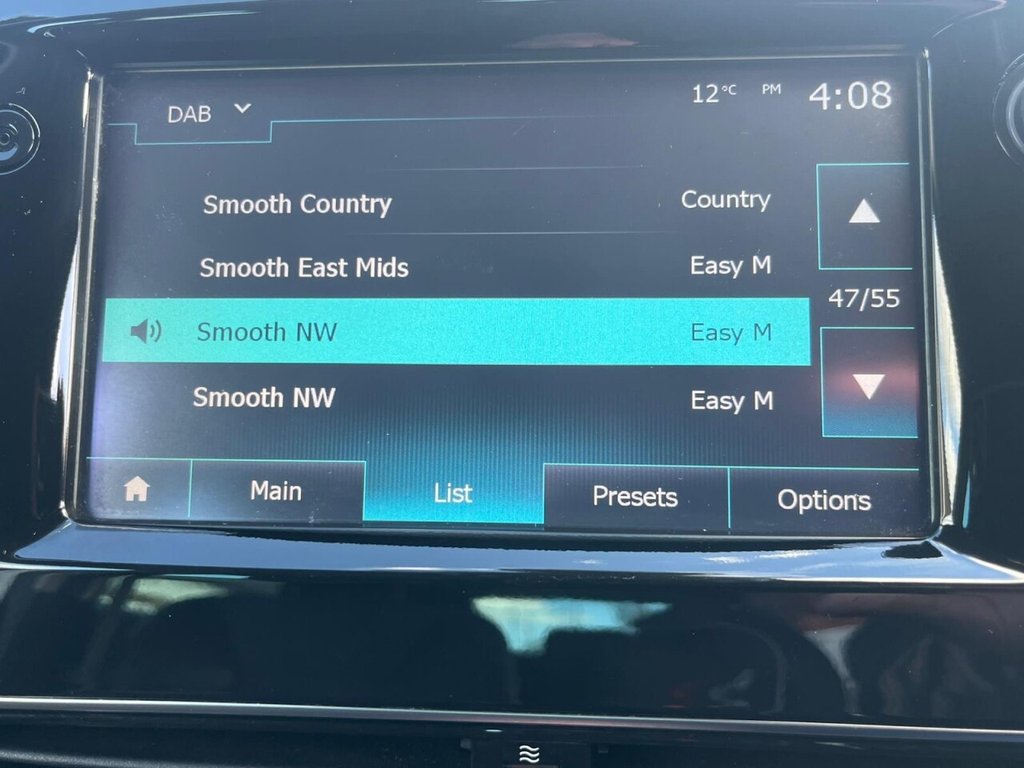 DAB 12°C PM 4:08
Smooth Country Country
Smooth East Mids Easy M
47/55
Smooth NW Easy M
Smooth NW Easy M
Main List Presets Options